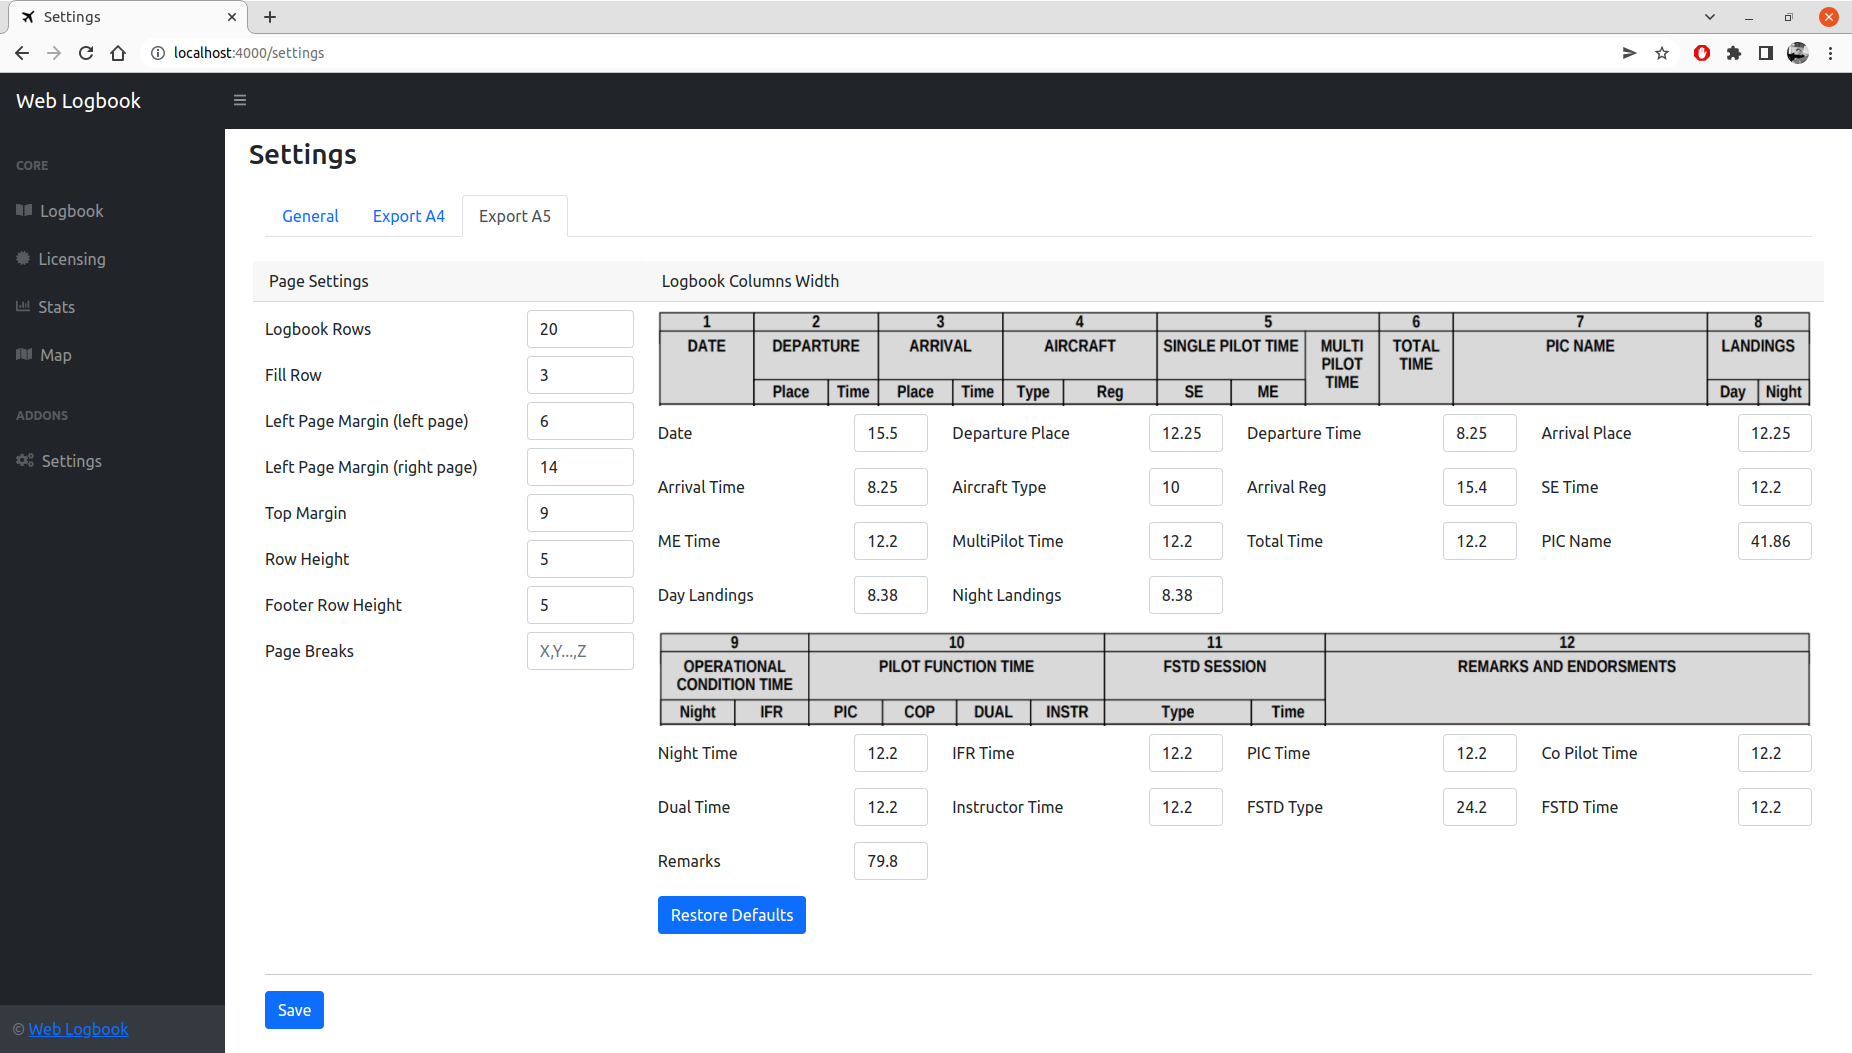 Settings
localhost:4000/settings
Web Logbook
CORE
Logbook
Licensing
Stats
Map
ADDONS
Settings
© Web Logbook
Settings
General Export A4 Export A5
Page Settings Logbook Columns Width
Logbook Rows 20
Fill Row 3
Left Page Margin (left page) 6
Left Page Margin (right page) 14
Top Margin 9
Row Height 5
Footer Row Height 5
Page Breaks X,Y...,Z
1 2 3 4 5 6 7 8
DATE DEPARTURE ARRIVAL AIRCRAFT SINGLE PILOT TIME MULTI PILOT TIME TOTAL TIME PIC NAME LANDINGS
Place Time Place Time Type Reg SE ME Day Night
Date 15.5 Departure Place 12.25 Departure Time 8.25 Arrival Place 12.25
Arrival Time 8.25 Aircraft Type 10 Arrival Reg 15.4 SE Time 12.2
ME Time 12.2 MultiPilot Time 12.2 Total Time 12.2 PIC Name 41.86
Day Landings 8.38 Night Landings 8.38
9 10 11 12
OPERATIONAL CONDITION TIME PILOT FUNCTION TIME FSTD SESSION REMARKS AND ENDORSMENTS
Night IFR PIC COP DUAL INSTR Type Time
Night Time 12.2 IFR Time 12.2 PIC Time 12.2 Co Pilot Time 12.2
Dual Time 12.2 Instructor Time 12.2 FSTD Type 24.2 FSTD Time 12.2
Remarks 79.8
Restore Defaults
Save